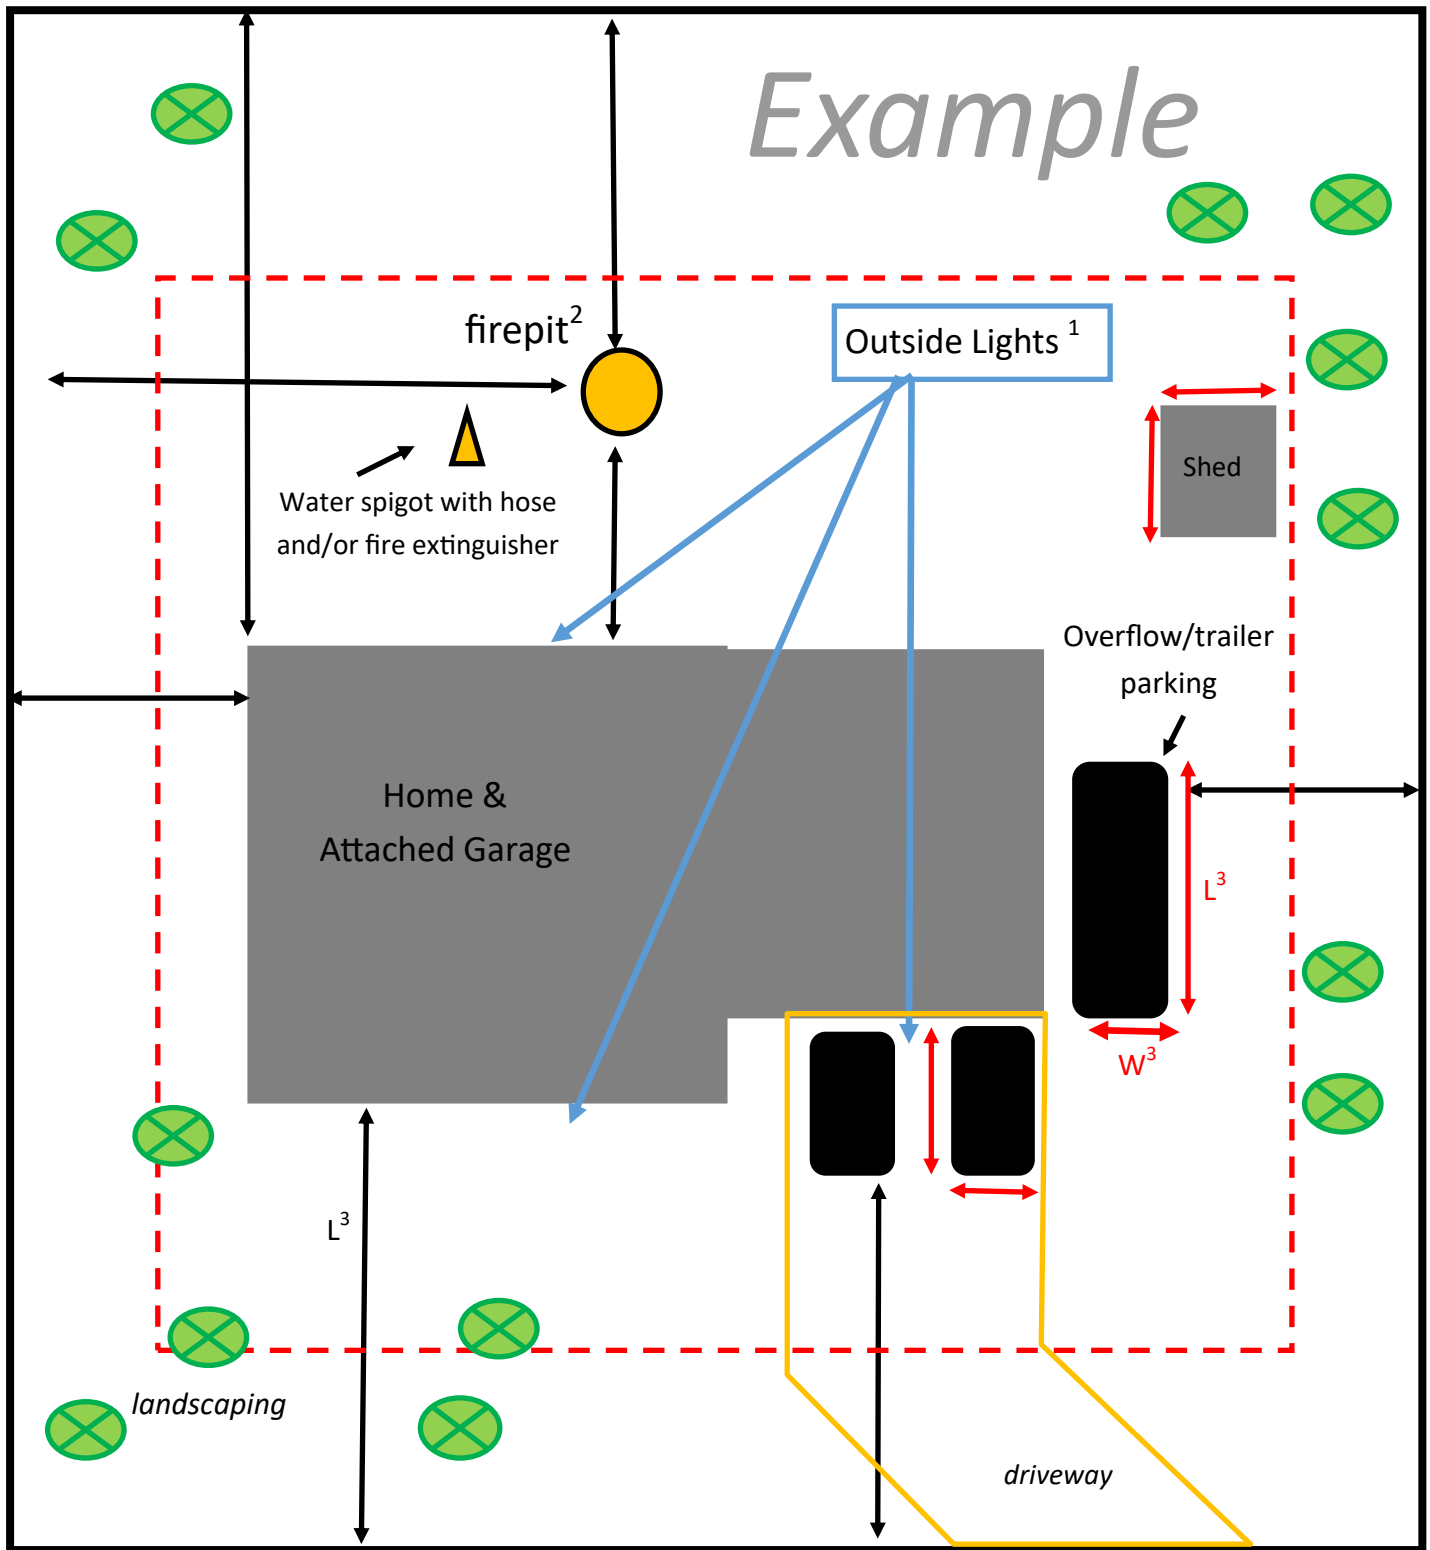 Example
firepit²
Outside Lights ¹
Water spigot with hose
and/or fire extinguisher
Shed
Overflow/trailer
parking
Home &
Attached Garage
L³
W³
L³
landscaping
driveway